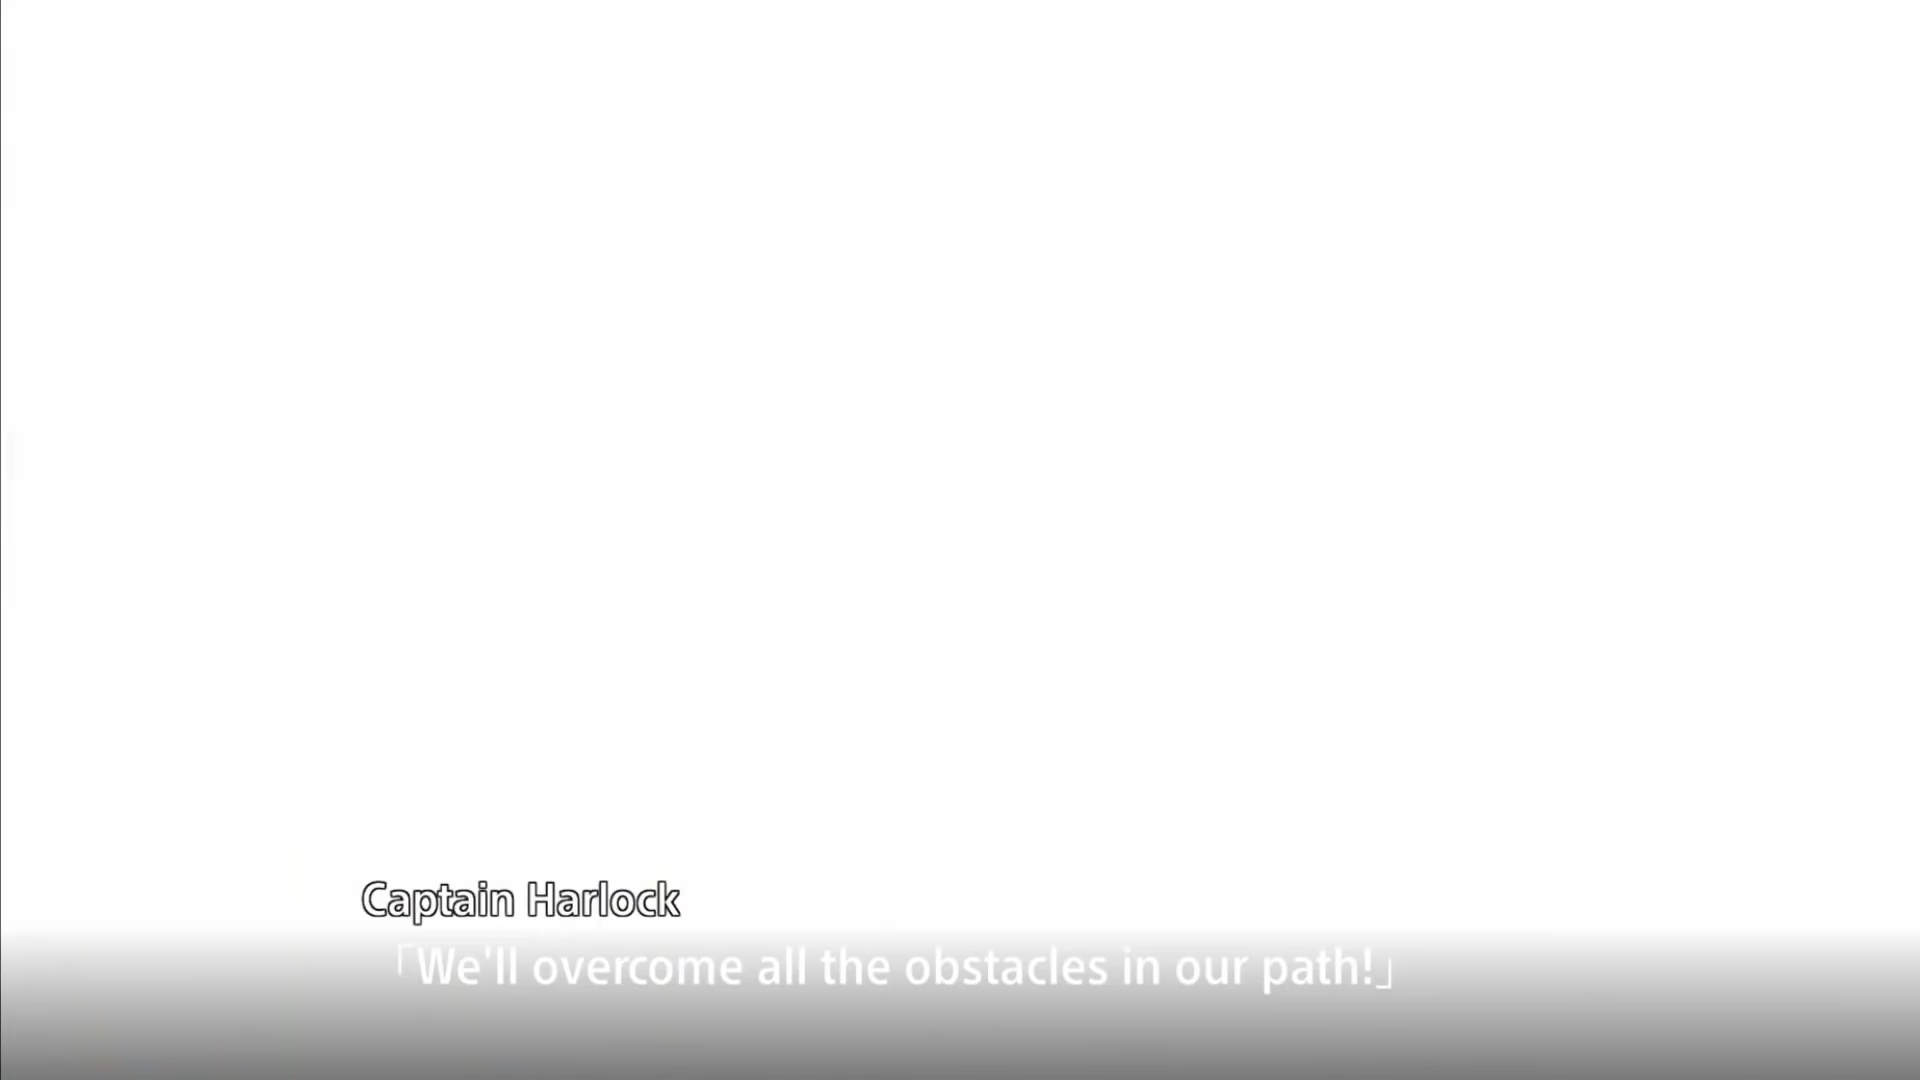 Captain Harlock
「We'll overcome all the obstacles in our path!」